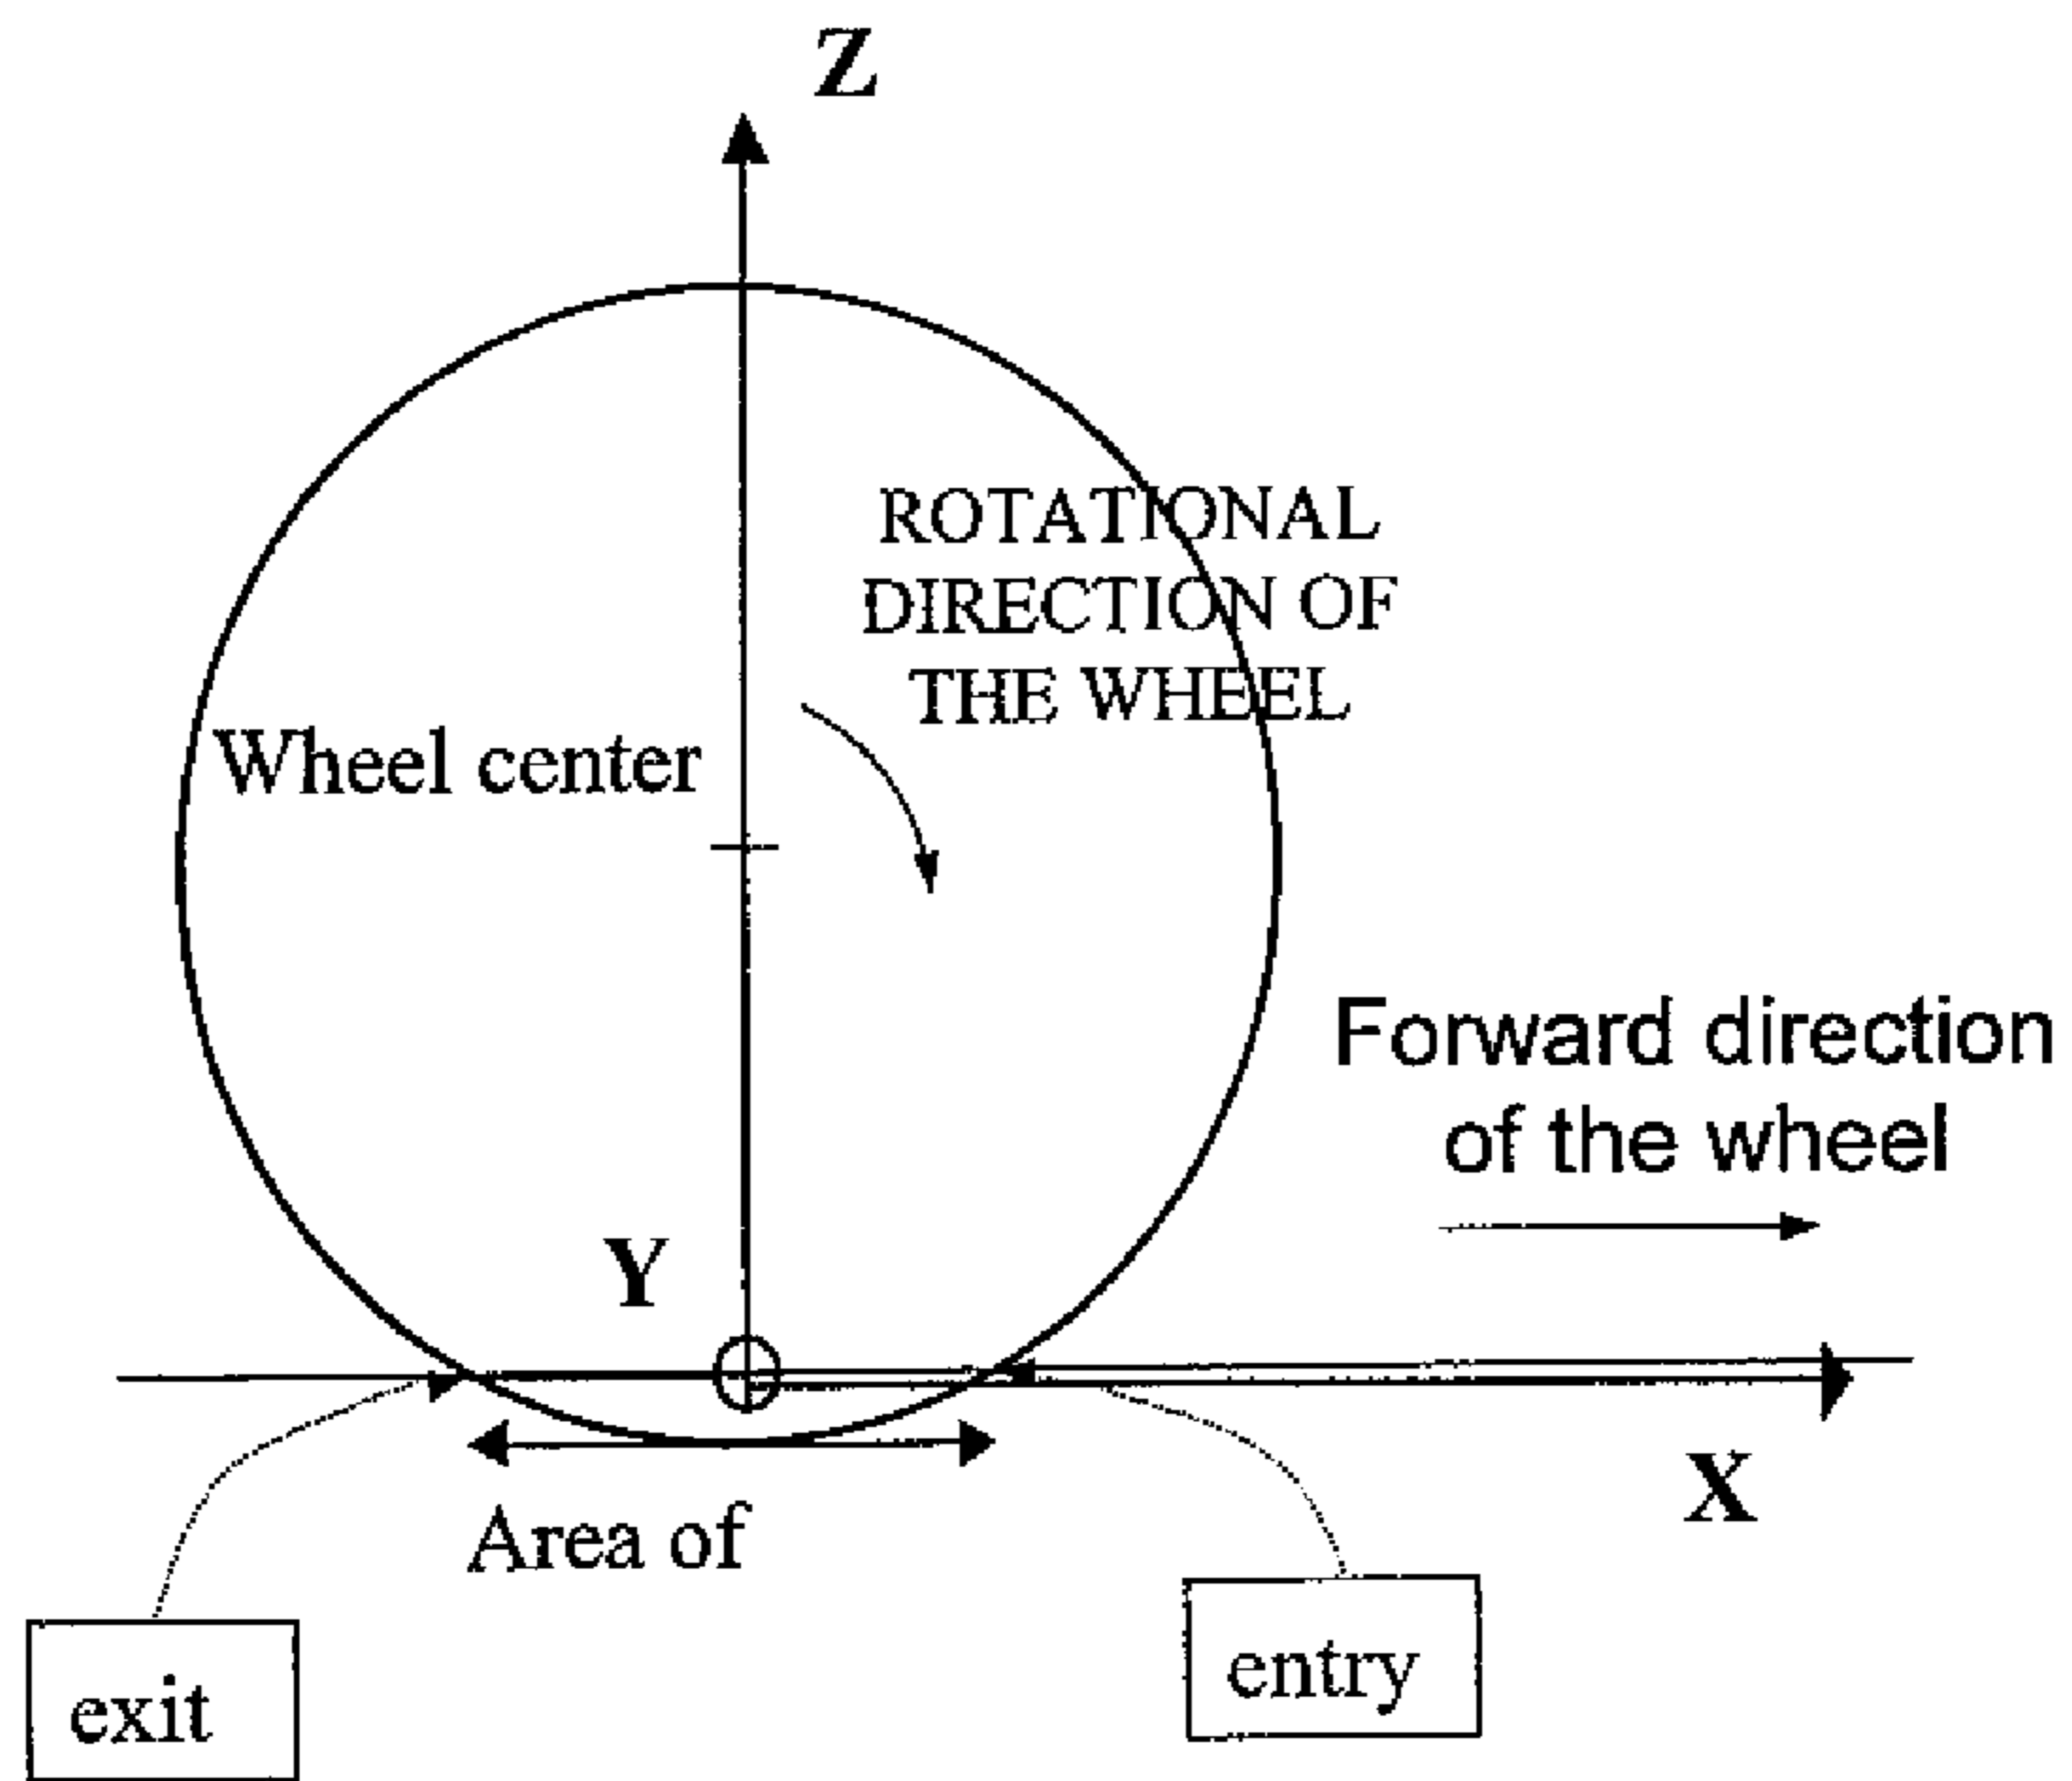 Z
ROTATIONAL
DIRECTION OF
THE WHEEL
Wheel center
Forward direction
of the wheel
Y
X
Area of
entry
exit